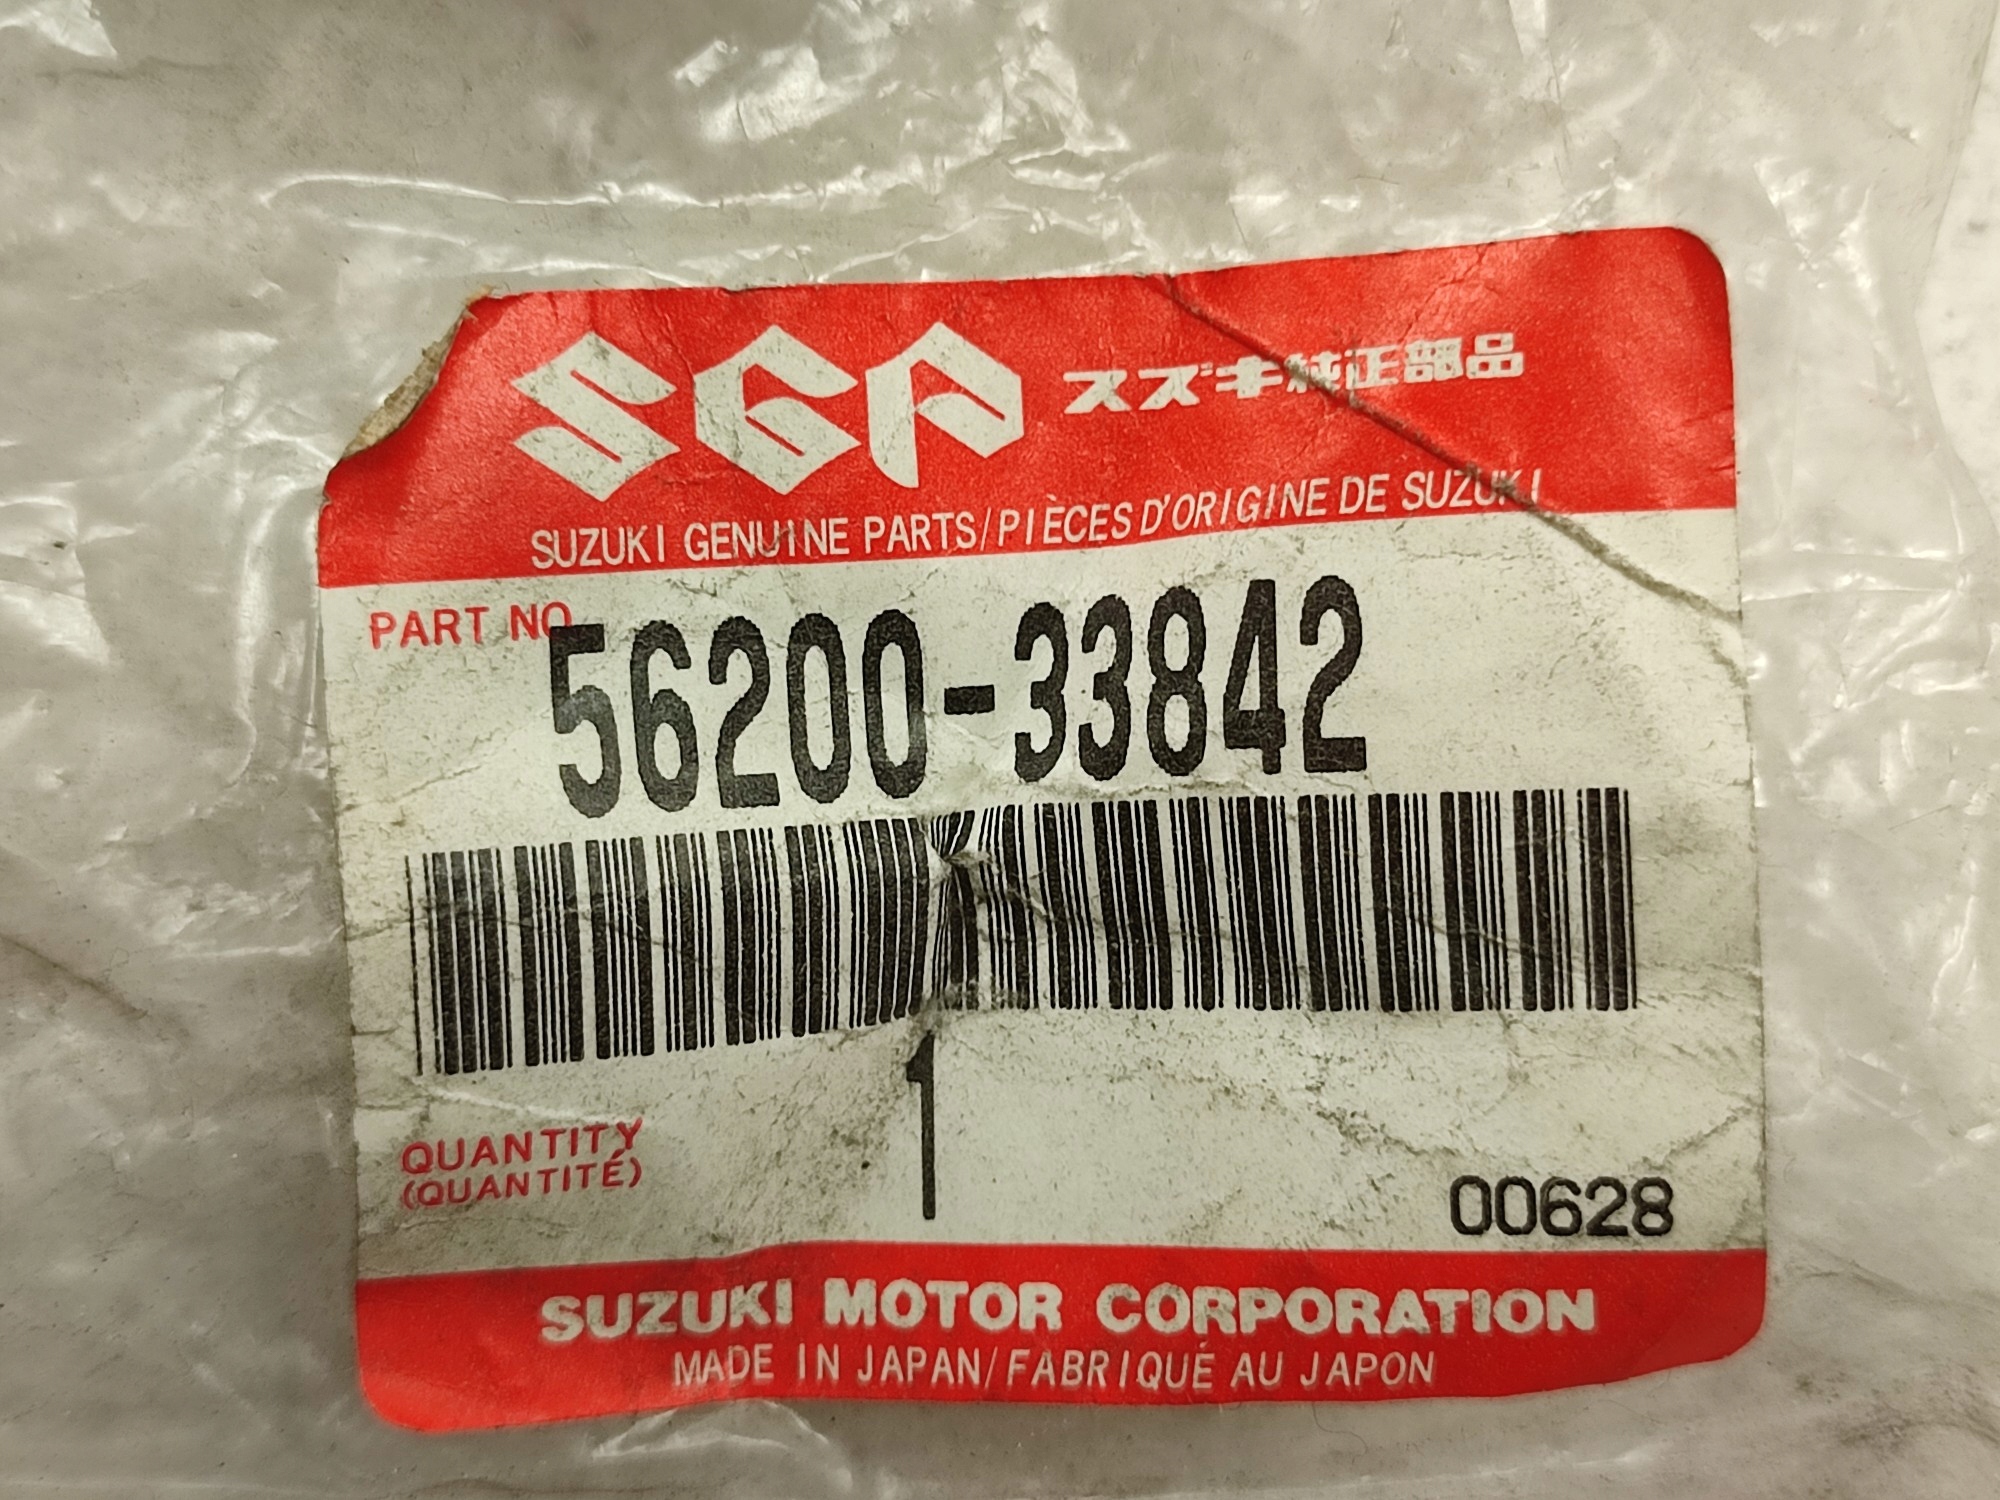 SGP スズキ純正部品
SUZUKI GENUINE PARTS/PIÈCES D'ORIGINE DE SUZUKI
PART NO.
56200-33842
1
QUANTITY
(QUANTITÉ)
00628
SUZUKI MOTOR CORPORATION
MADE IN JAPAN/FABRIQUÉ AU JAPON